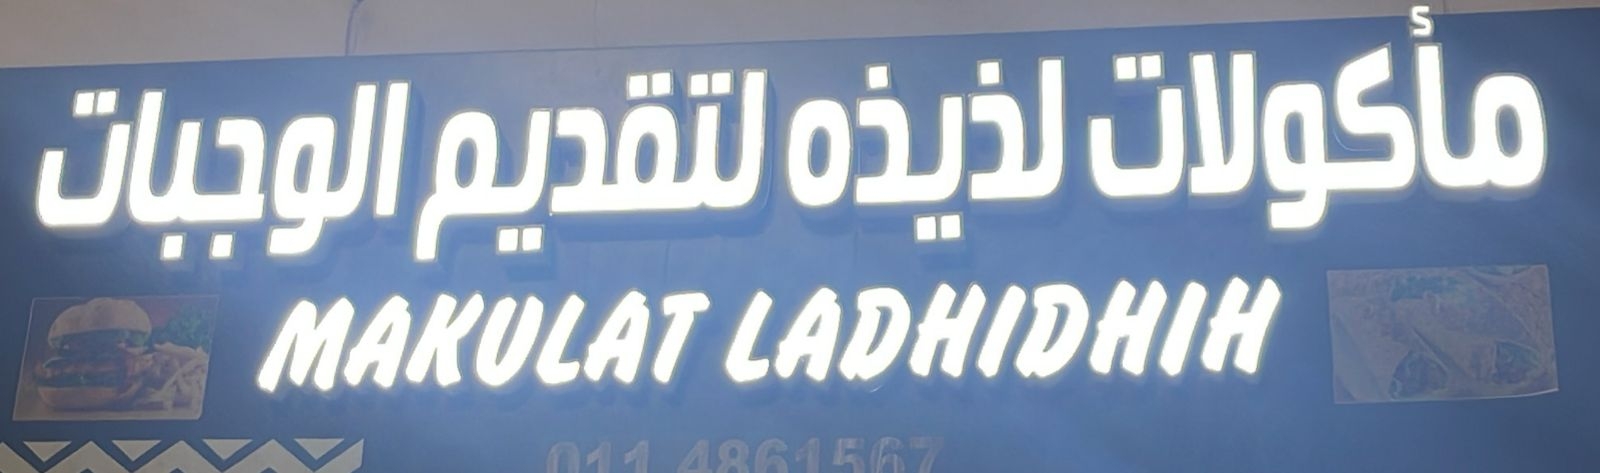 مأكولات لذيذه لتقديم الوجبات
MAKULAT LADHIDHIH
011 4861567